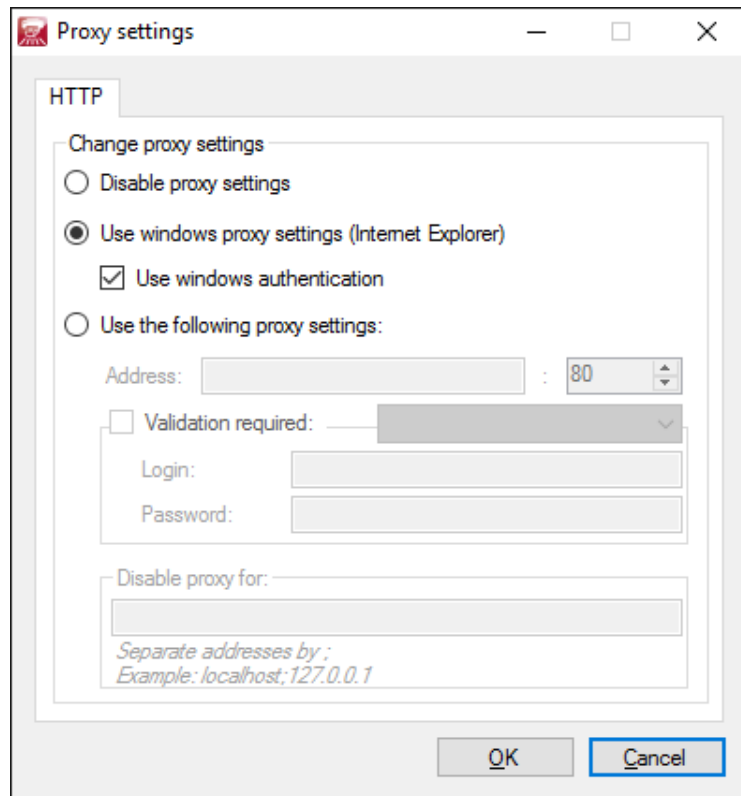 Proxy settings
HTTP
Change proxy settings
Disable proxy settings
Use windows proxy settings (Internet Explorer)
Use windows authentication
Use the following proxy settings:
Address: : 80
Validation required:
Login:
Password:
Disable proxy for:
Separate addresses by ;
Example: localhost;127.0.0.1
OK Cancel